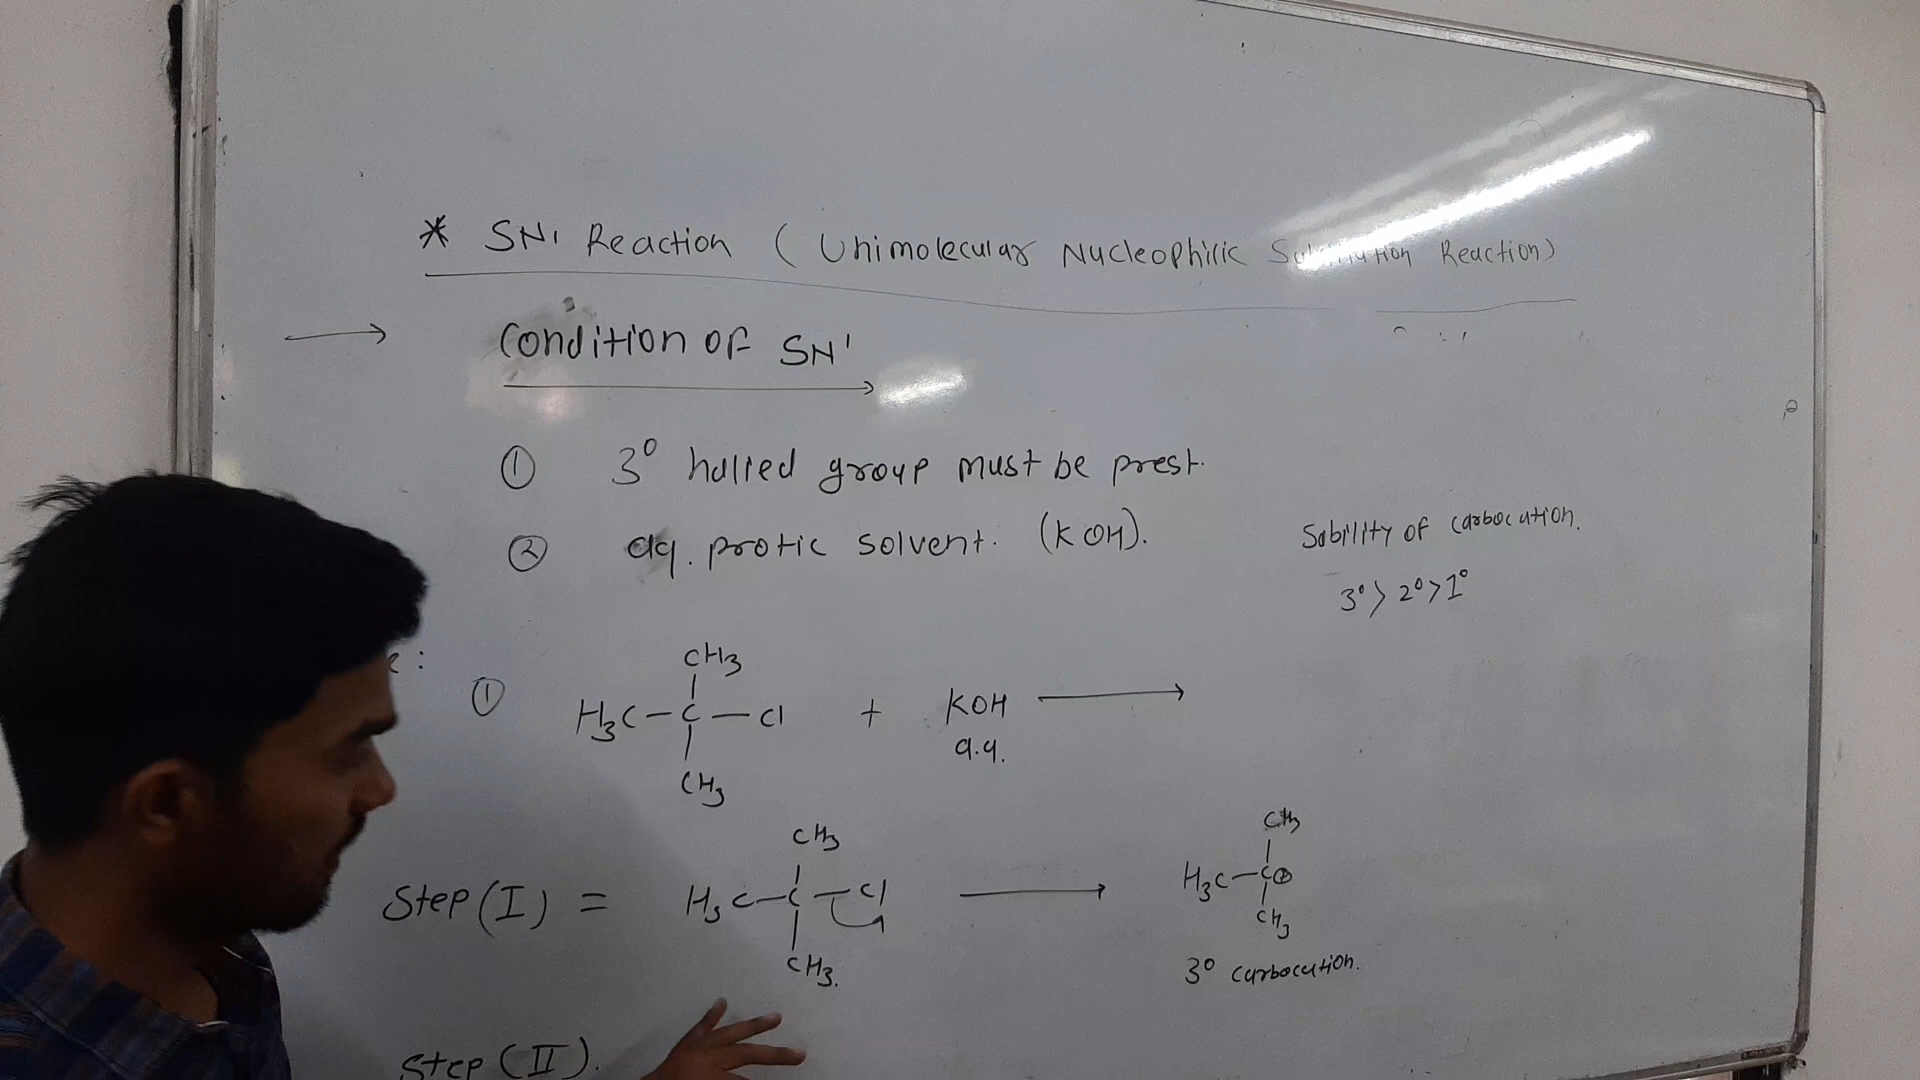 * SN1 Reaction ( Unimolecular Nucleophilic Substitution Reaction)
→ Condition of SN'
① 3° halied group must be prest.
② aq. protic solvent. (KOH).
Sability of carbocation.
3° > 2° > 1°
:
CH3
① H3C-C-Cl + KOH →
a.q.
CH3
CH3
Step (I) = H3C-C-Cl → H3C-C⊕
CH3
CH3
CH3.
3° carbocation.
Step (II).